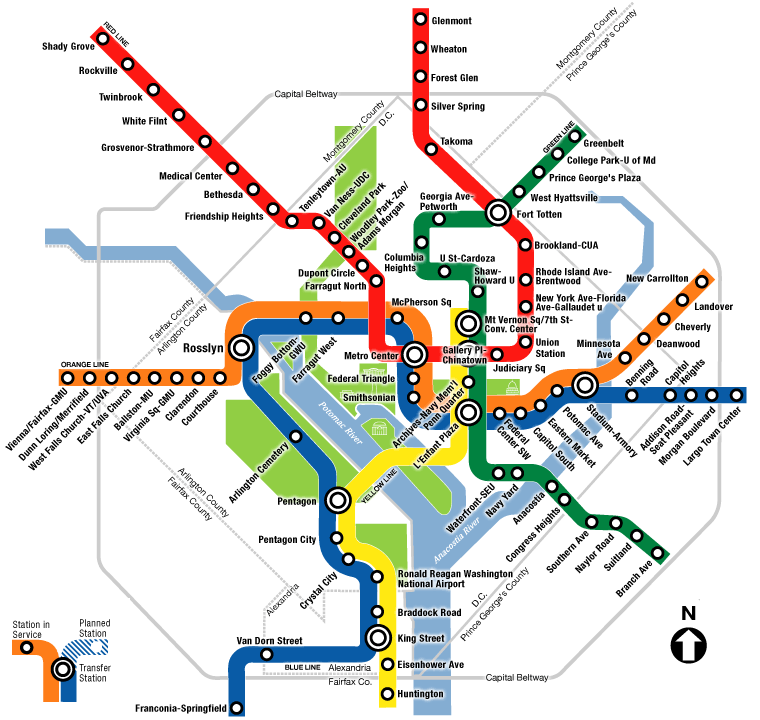 Glenmont
Wheaton
Forest Glen
Silver Spring
Takoma
RED LINE
Shady Grove
Rockville
Twinbrook
White Filnt
Grosvenor-Strathmore
Medical Center
Bethesda
Friendship Heights
Tenleytown-AU
Van Ness-UDC
Cleveland Park
Woodley Park-Zoo/
Adams Morgan
Dupont Circle
Farragut North
Capital Beltway
Montgomery County
Prince George's County
Montgomery County
D.C.
GREEN LINE
Greenbelt
College Park-U of Md
Prince George's Plaza
West Hyattsville
Fort Totten
Georgia Ave-
Petworth
Columbia
Heights
U St-Cardoza
Shaw-
Howard U
Brookland-CUA
Rhode Island Ave-
Brentwood
New York Ave-Florida
Ave-Gallaudet u
Union
Station
Judiciary Sq
Mt Vernon Sq/7th St-
Conv. Center
Gallery Pl-
Chinatown
McPherson Sq
Metro Center
Federal Triangle
Smithsonian
Archives-Navy Mem'l
Penn Quarter
L'Enfant Plaza
Foggy Bottom-
GWU
Farragut West
Rosslyn
Fairfax County
Arlington County
ORANGE LINE
Vienna/Fairfax-GMU
Dunn Loring/Merrifield
West Falls Church-VT/IVA
East Falls Church
Ballston-MU
Virginia Sq-GMU
Clarendon
Courthouse
New Carrollton
Landover
Cheverly
Deanwood
Minnesota
Ave
Benning
Road
Capitol
Heights
Addison Road-
Seat Pleasant
Morgan Boulevard
Largo Town Center
Stadium-Armory
Potomac Ave
Eastern Market
Capitol South
Federal
Center SW
Potomac River
Arlington Cemetery
YELLOW LINE
Pentagon
Arlington County
Fairfax County
Pentagon City
Crystal City
Waterfront-SEU
Navy Yard
Anacostia
Congress Heights
Southern Ave
Naylor Road
Suitland
Branch Ave
Anacostia River
Ronald Reagan Washington
National Airport
Braddock Road
King Street
Eisenhower Ave
Huntington
Alexandria
D.C.
Prince George's County
Van Dorn Street
BLUE LINE
Alexandria
Fairfax Co.
Capital Beltway
Franconia-Springfield
Station in
Service
Planned
Station
Transfer
Station
N